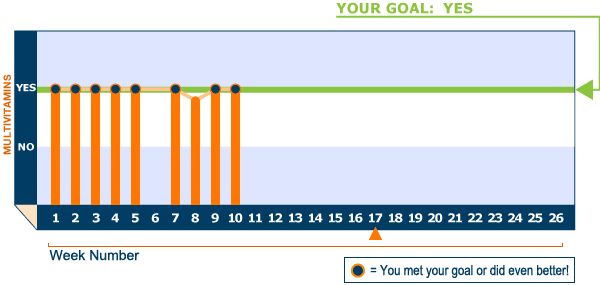 YOUR GOAL: YES
MULTIVITAMINS
YES
NO
1 2 3 4 5 6 7 8 9 10 11 12 13 14 15 16 17 18 19 20 21 22 23 24 25 26
Week Number
= You met your goal or did even better!